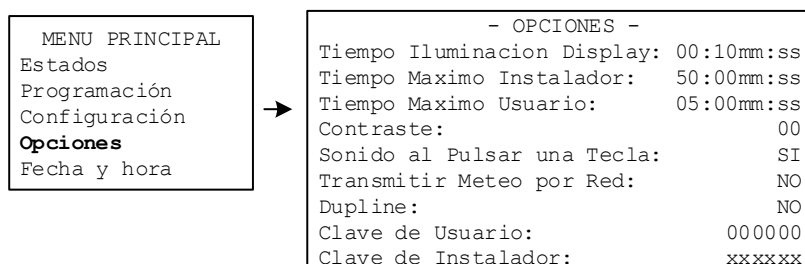 MENU PRINCIPAL
Estados
Programación
Configuración
Opciones
Fecha y hora
- OPCIONES -
Tiempo Iluminacion Display: 00:10mm:ss
Tiempo Maximo Instalador: 50:00mm:ss
Tiempo Maximo Usuario: 05:00mm:ss
Contraste: 00
Sonido al Pulsar una Tecla: SI
Transmitir Meteo por Red: NO
Dupline: NO
Clave de Usuario: 000000
Clave de Instalador: xxxxxx